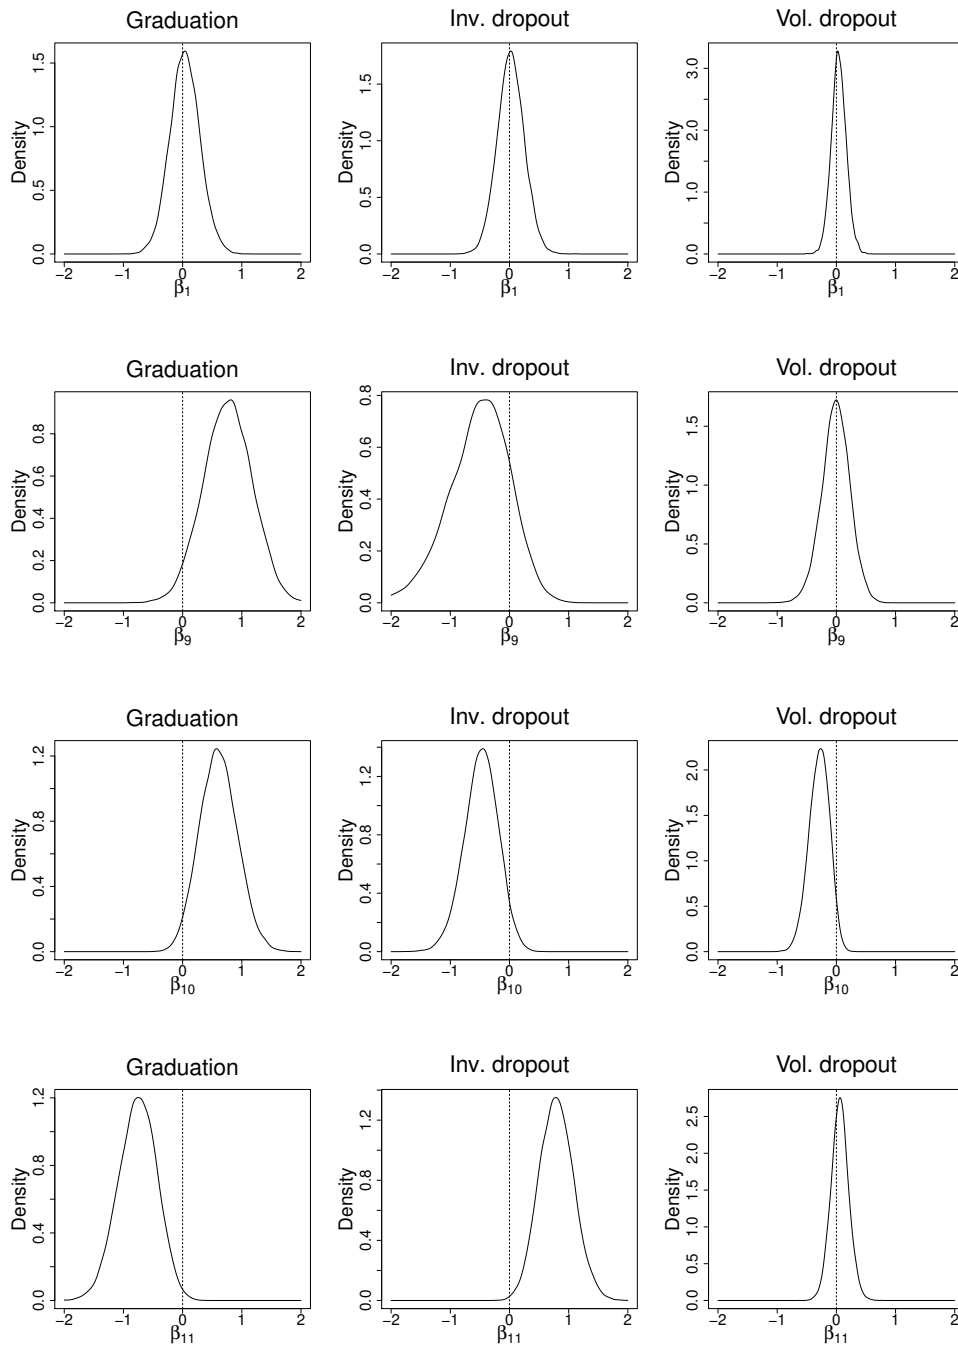 Graduation Inv. dropout Vol. dropout
Density 0.0 0.5 1.0 1.5 Density 0.0 0.5 1.0 1.5 Density 0.0 1.0 2.0 3.0
−2 −1 0 1 2 −2 −1 0 1 2 −2 −1 0 1 2
β1 β1 β1
Graduation Inv. dropout Vol. dropout
Density 0.0 0.2 0.4 0.6 0.8 Density 0.0 0.2 0.4 0.6 0.8 Density 0.0 0.5 1.0 1.5
−2 −1 0 1 2 −2 −1 0 1 2 −2 −1 0 1 2
β9 β9 β9
Graduation Inv. dropout Vol. dropout
Density 0.0 0.4 0.8 1.2 Density 0.0 0.4 0.8 1.2 Density 0.0 0.5 1.0 2.0
−2 −1 0 1 2 −2 −1 0 1 2 −2 −1 0 1 2
β10 β10 β10
Graduation Inv. dropout Vol. dropout
Density 0.0 0.4 0.8 1.2 Density 0.0 0.4 0.8 1.2 Density 0.0 0.5 1.0 1.5 2.0 2.5
−2 −1 0 1 2 −2 −1 0 1 2 −2 −1 0 1 2
β11 β11 β11